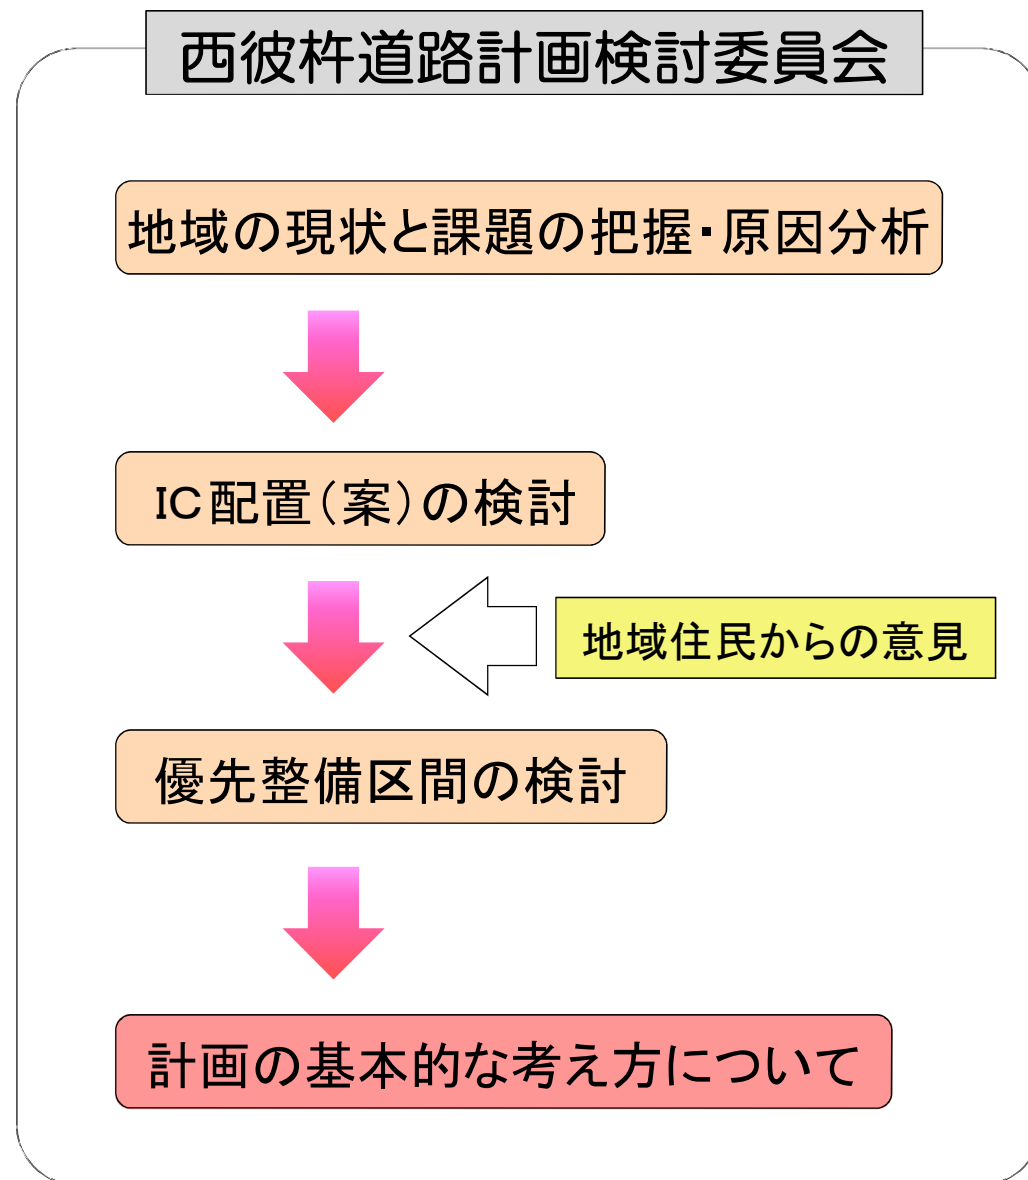 西彼杵道路計画検討委員会
地域の現状と課題の把握・原因分析
IC配置（案）の検討
地域住民からの意見
優先整備区間の検討
計画の基本的な考え方について